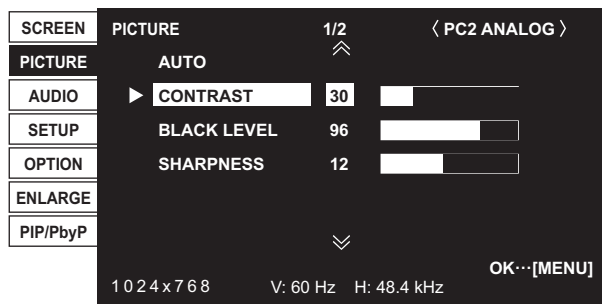 SCREEN
PICTURE
AUDIO
SETUP
OPTION
ENLARGE
PIP/PbyP
PICTURE 1/2 〈 PC2 ANALOG 〉
AUTO
CONTRAST 30
BLACK LEVEL 96
SHARPNESS 12
OK···[MENU]
1024x768 V: 60 Hz H: 48.4 kHz